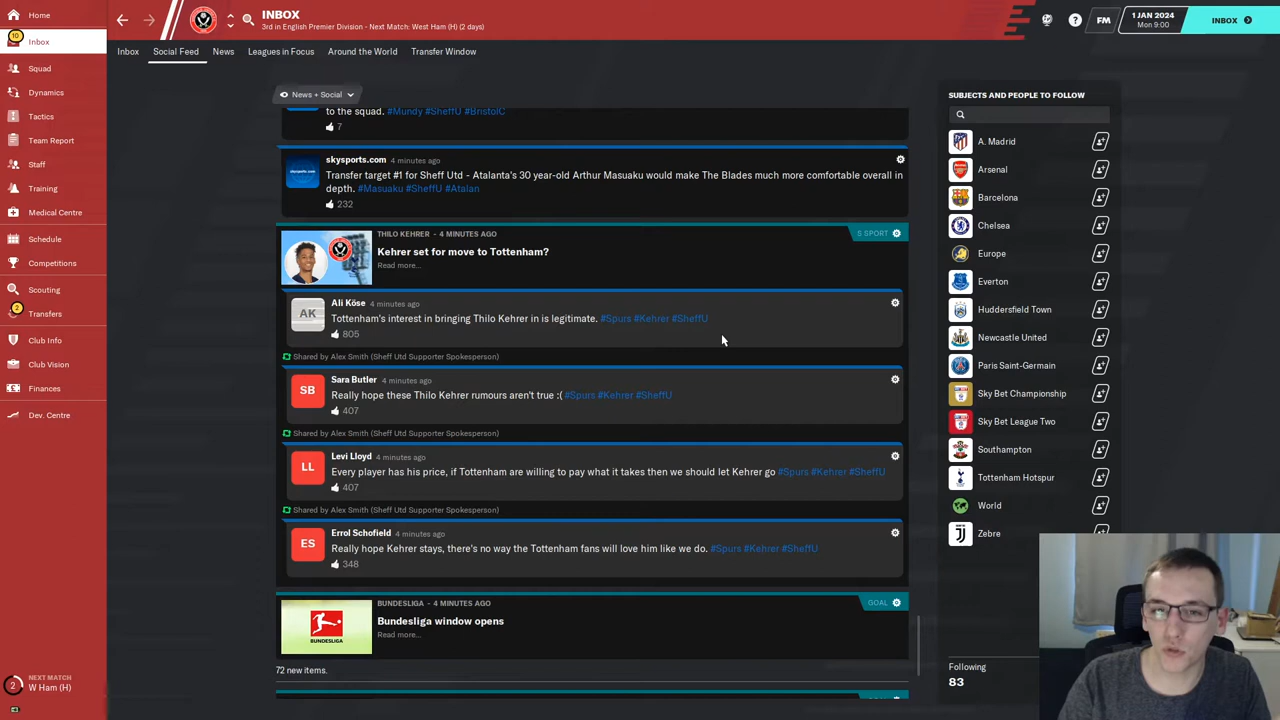 Home
INBOX
3rd in English Premier Division - Next Match: West Ham (H) (2 days)
FM
1 JAN 2024
Mon 9:00
INBOX
10
Inbox
Squad
Dynamics
Tactics
Team Report
Staff
Training
Medical Centre
Schedule
Competitions
Scouting
2
Transfers
Club Info
Club Vision
Finances
Dev. Centre
2
NEXT MATCH
W Ham (H)
Inbox
Social Feed
News
Leagues in Focus
Around the World
Transfer Window
News + Social
to the squad. #Mundy #SheffU #BristolC
7
skysports.com 4 minutes ago
Transfer target #1 for Sheff Utd - Atalanta's 30 year-old Arthur Masuaku would make The Blades much more comfortable overall in
depth. #Masuaku #SheffU #Atalan
232
THILO KEHRER - 4 MINUTES AGO
S SPORT
Kehrer set for move to Tottenham?
Read more...
AK
Ali Köse 4 minutes ago
Tottenham's interest in bringing Thilo Kehrer in is legitimate. #Spurs #Kehrer #SheffU
805
Shared by Alex Smith (Sheff Utd Supporter Spokesperson)
SB
Sara Butler 4 minutes ago
Really hope these Thilo Kehrer rumours aren't true :( #Spurs #Kehrer #SheffU
407
Shared by Alex Smith (Sheff Utd Supporter Spokesperson)
LL
Levi Lloyd 4 minutes ago
Every player has his price, if Tottenham are willing to pay what it takes then we should let Kehrer go #Spurs #Kehrer #SheffU
407
Shared by Alex Smith (Sheff Utd Supporter Spokesperson)
ES
Errol Schofield 4 minutes ago
Really hope Kehrer stays, there's no way the Tottenham fans will love him like we do. #Spurs #Kehrer #SheffU
348
BUNDESLIGA - 4 MINUTES AGO
GOAL
Bundesliga window opens
Read more...
BUNDESLIGA
72 new items.
SUBJECTS AND PEOPLE TO FOLLOW
A. Madrid
Arsenal
Barcelona
Chelsea
Europe
Everton
Huddersfield Town
Newcastle United
Paris Saint-Germain
Sky Bet Championship
Sky Bet League Two
Southampton
Tottenham Hotspur
World
Zebre
Following
83